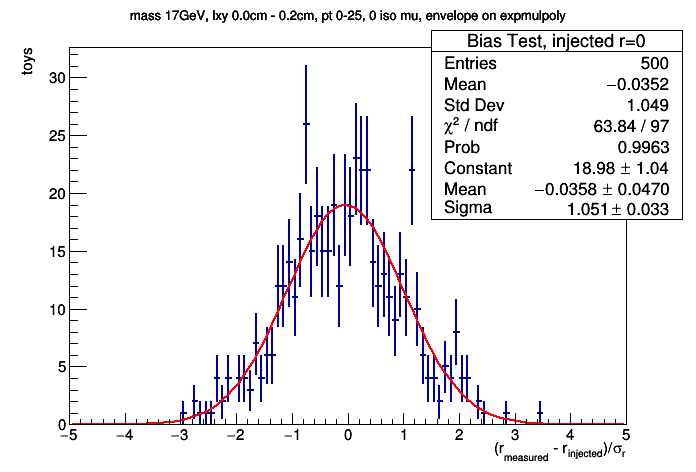 mass 17GeV, lxy 0.0cm - 0.2cm, pt 0-25, 0 iso mu, envelope on expmulpoly
Bias Test, injected r=0
Entries 500
Mean −0.0352
Std Dev 1.049
χ² / ndf 63.84 / 97
Prob 0.9963
Constant 18.98 ± 1.04
Mean −0.0358 ± 0.0470
Sigma 1.051 ± 0.033
toys
30
25
20
15
10
5
0
−5 −4 −3 −2 −1 0 1 2 3 4 5
(r_measured - r_injected)/σ_r